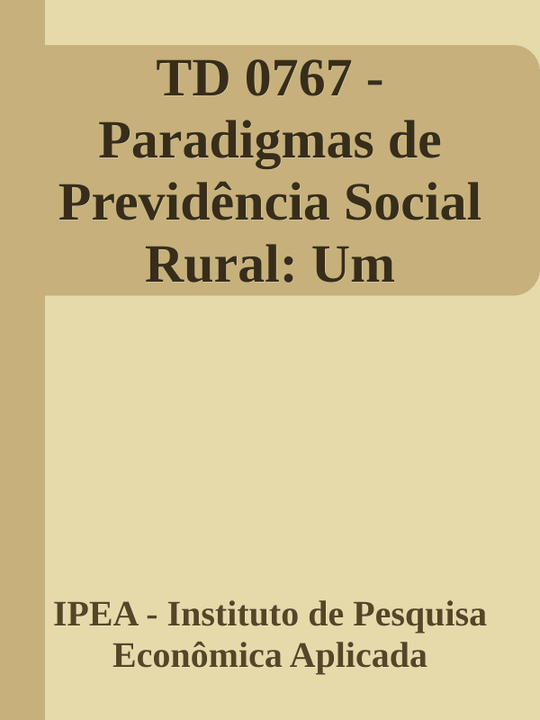 TD 0767 -
Paradigmas de
Previdência Social
Rural: Um
IPEA - Instituto de Pesquisa
Econômica Aplicada